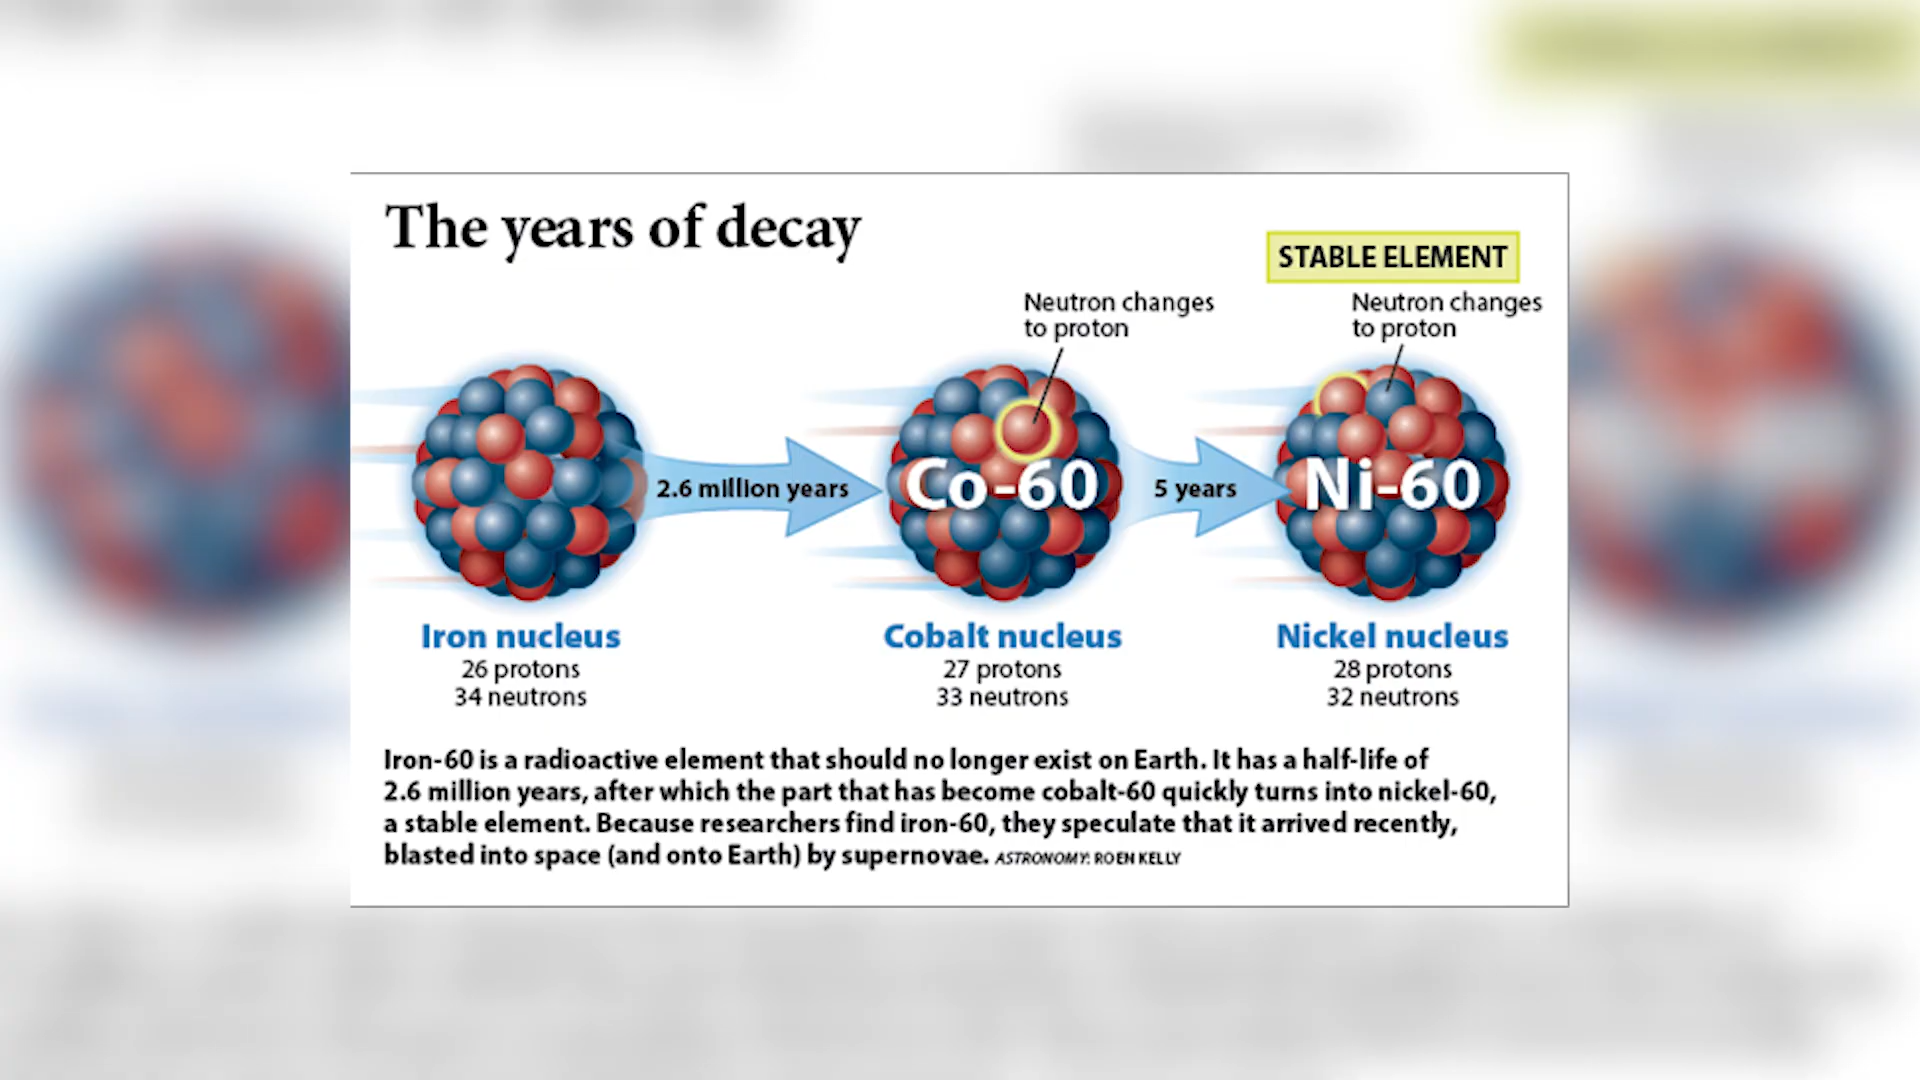 The years of decay
STABLE ELEMENT
Neutron changes
to proton
Neutron changes
to proton
2.6 million years
Co-60
5 years
Ni-60
Iron nucleus
26 protons
34 neutrons
Cobalt nucleus
27 protons
33 neutrons
Nickel nucleus
28 protons
32 neutrons
Iron-60 is a radioactive element that should no longer exist on Earth. It has a half-life of
2.6 million years, after which the part that has become cobalt-60 quickly turns into nickel-60,
a stable element. Because researchers find iron-60, they speculate that it arrived recently,
blasted into space (and onto Earth) by supernovae. ASTRONOMY: ROEN KELLY